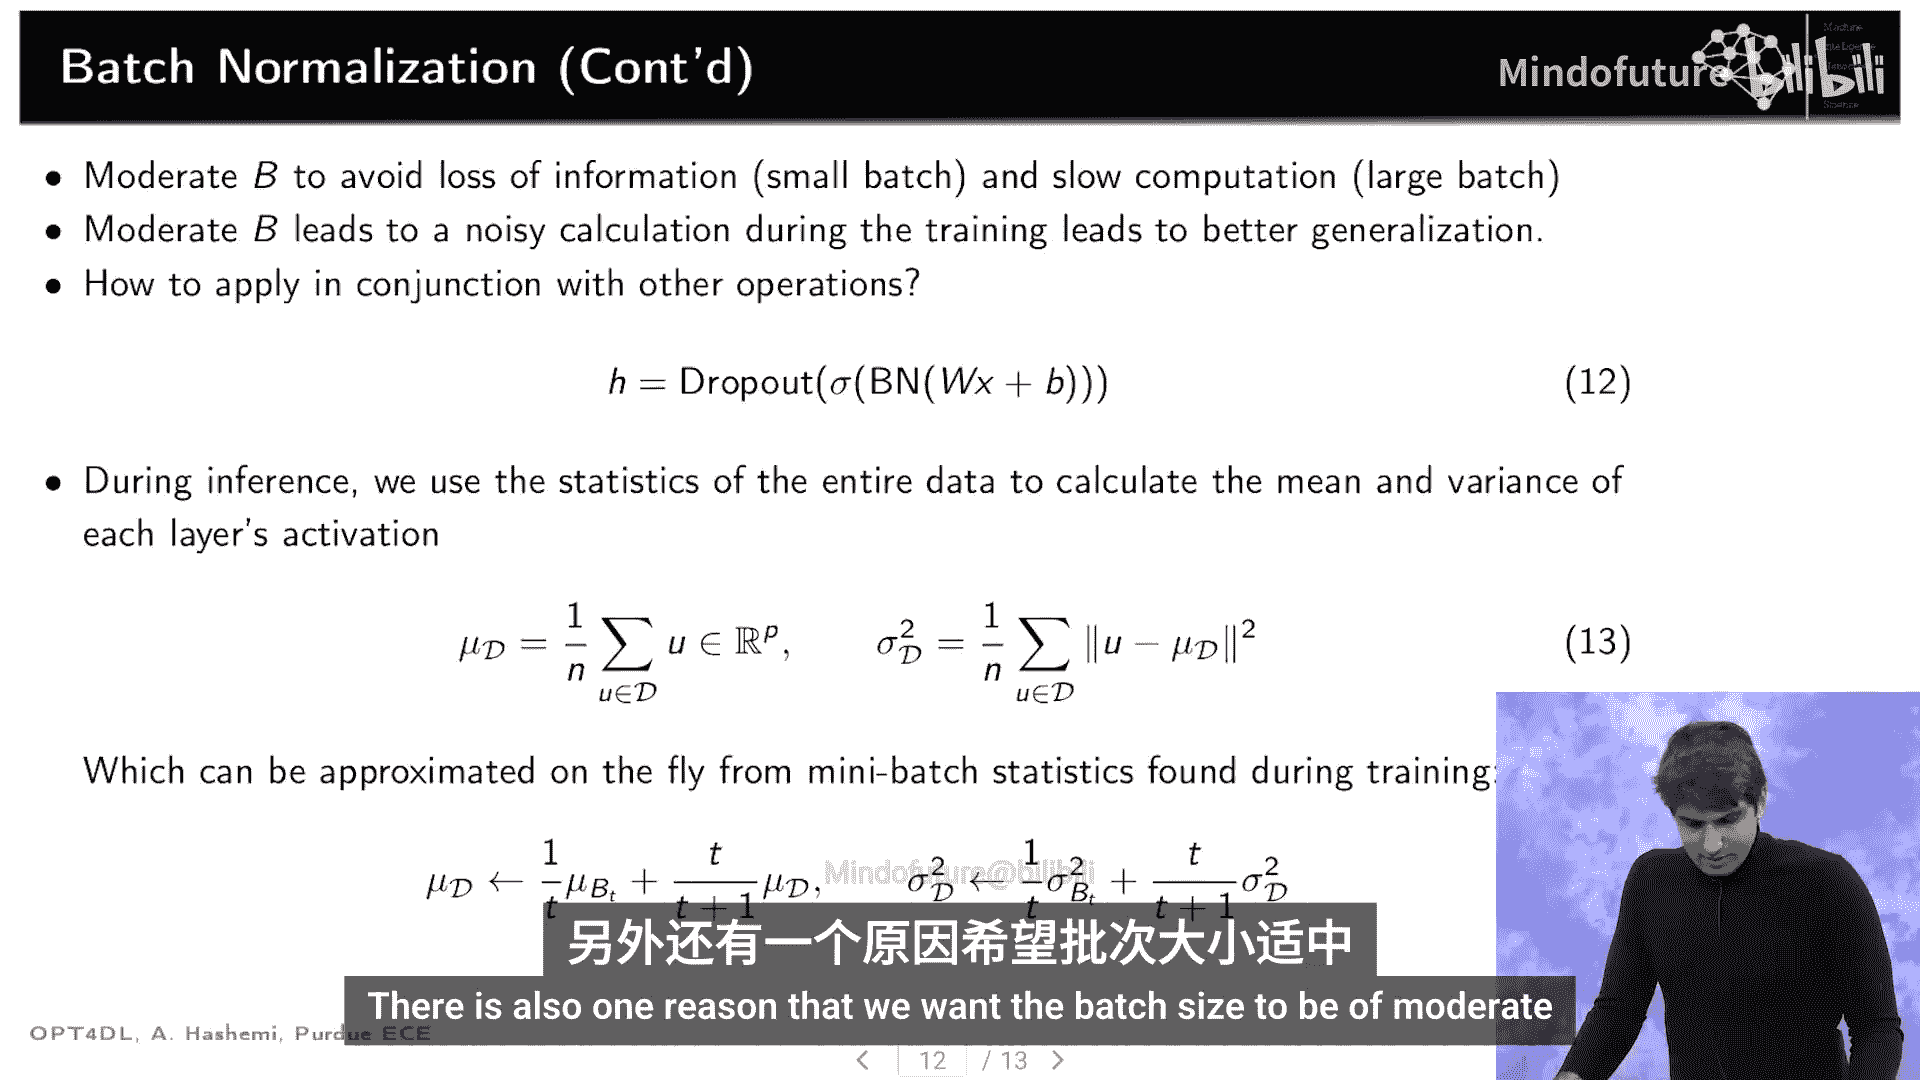 Batch Normalization (Cont'd)
Mindofuture
bilibili
• Moderate B to avoid loss of information (small batch) and slow computation (large batch)
• Moderate B leads to a noisy calculation during the training leads to better generalization.
• How to apply in conjunction with other operations?
h = Dropout(σ(BN(Wx + b))) (12)
• During inference, we use the statistics of the entire data to calculate the mean and variance of
each layer's activation
μ_𝒟 = 1/n ∑_{u∈𝒟} u ∈ ℝ^p, σ²_𝒟 = 1/n ∑_{u∈𝒟} ‖u − μ_𝒟‖² (13)
Which can be approximated on the fly from mini-batch statistics found during training:
μ_𝒟 ← 1/t μ_{B_t} + t/(t + 1) μ_𝒟, σ²_𝒟 ← 1/t σ²_{B_t} + t/(t + 1) σ²_𝒟
Mindofuture@bilibili
另外还有一个原因希望批次大小适中
There is also one reason that we want the batch size to be of moderate
OPT4DL, A. Hashemi, Purdue ECE
12 / 13